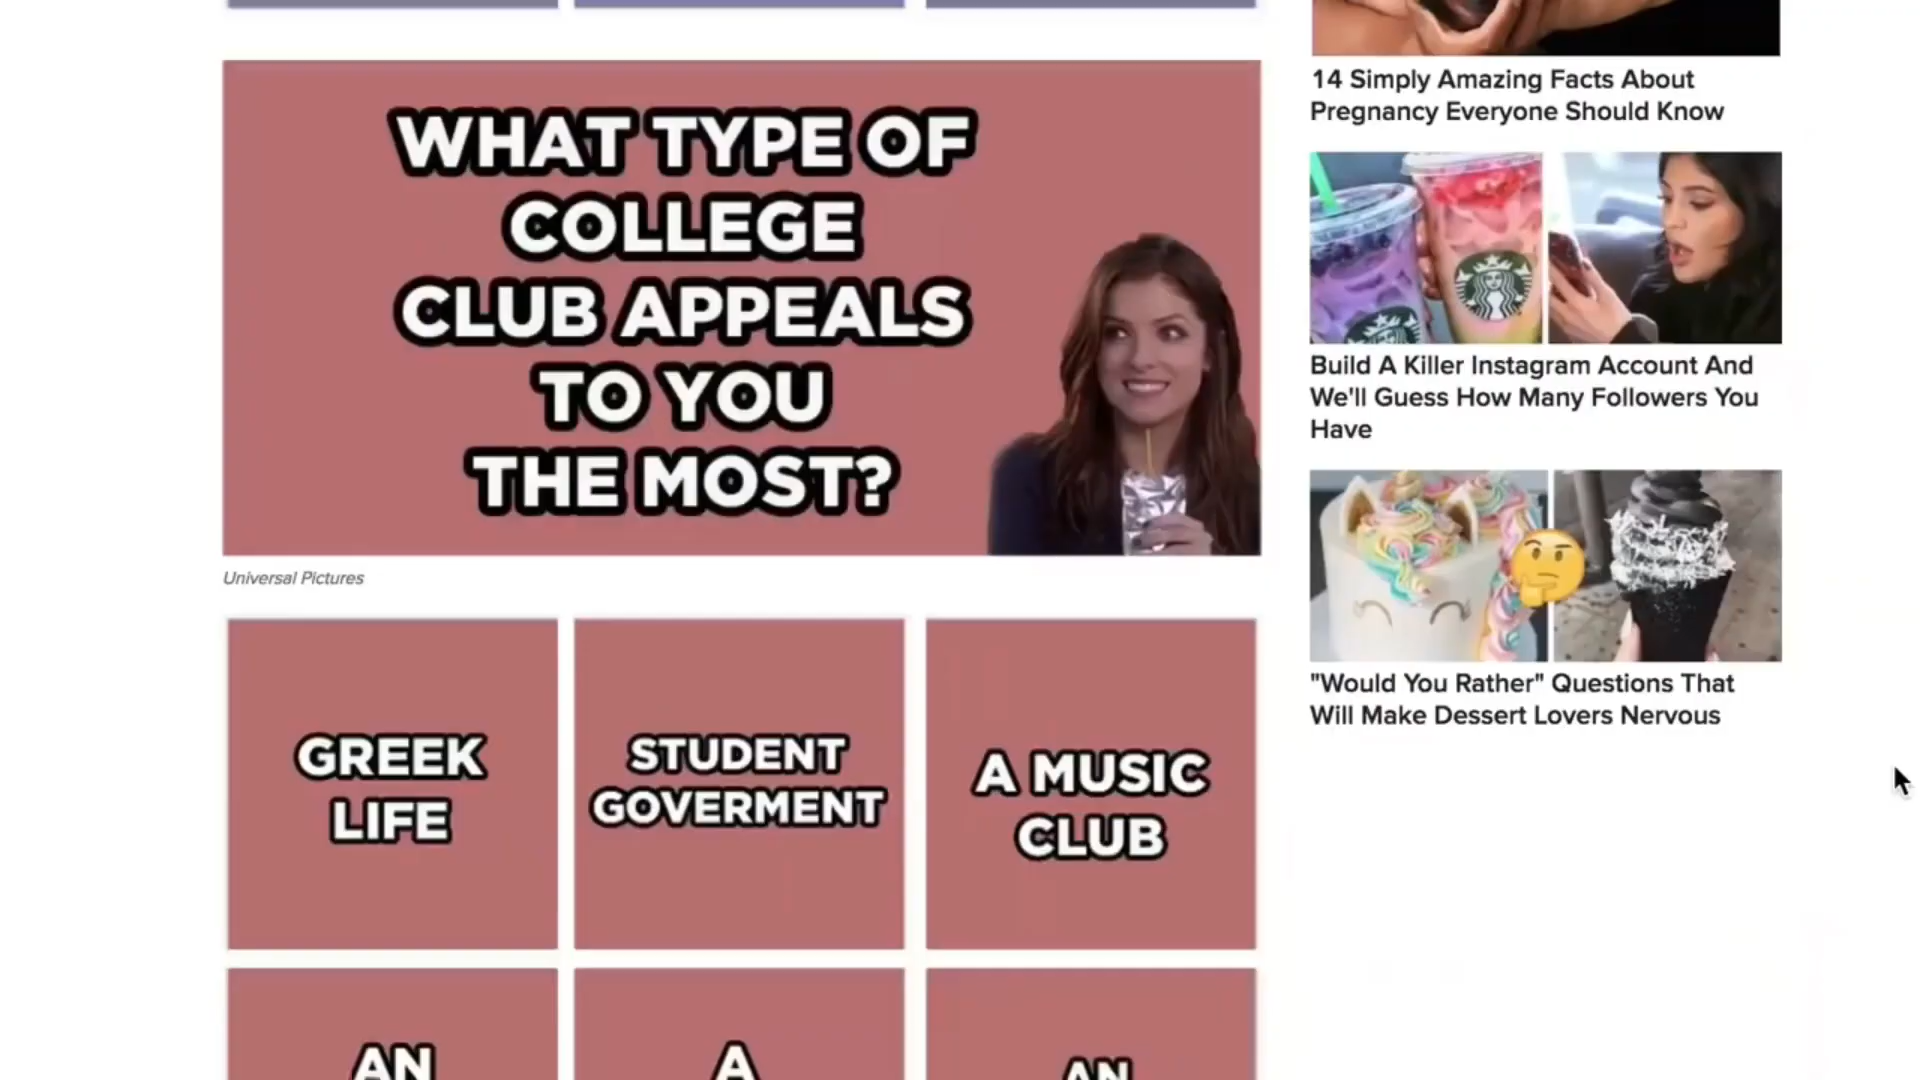 WHAT TYPE OF
COLLEGE
CLUB APPEALS
TO YOU
THE MOST?
Universal Pictures
GREEK
LIFE
STUDENT
GOVERMENT
A MUSIC
CLUB
AN
A
AN
14 Simply Amazing Facts About
Pregnancy Everyone Should Know
Build A Killer Instagram Account And
We'll Guess How Many Followers You
Have
"Would You Rather" Questions That
Will Make Dessert Lovers Nervous